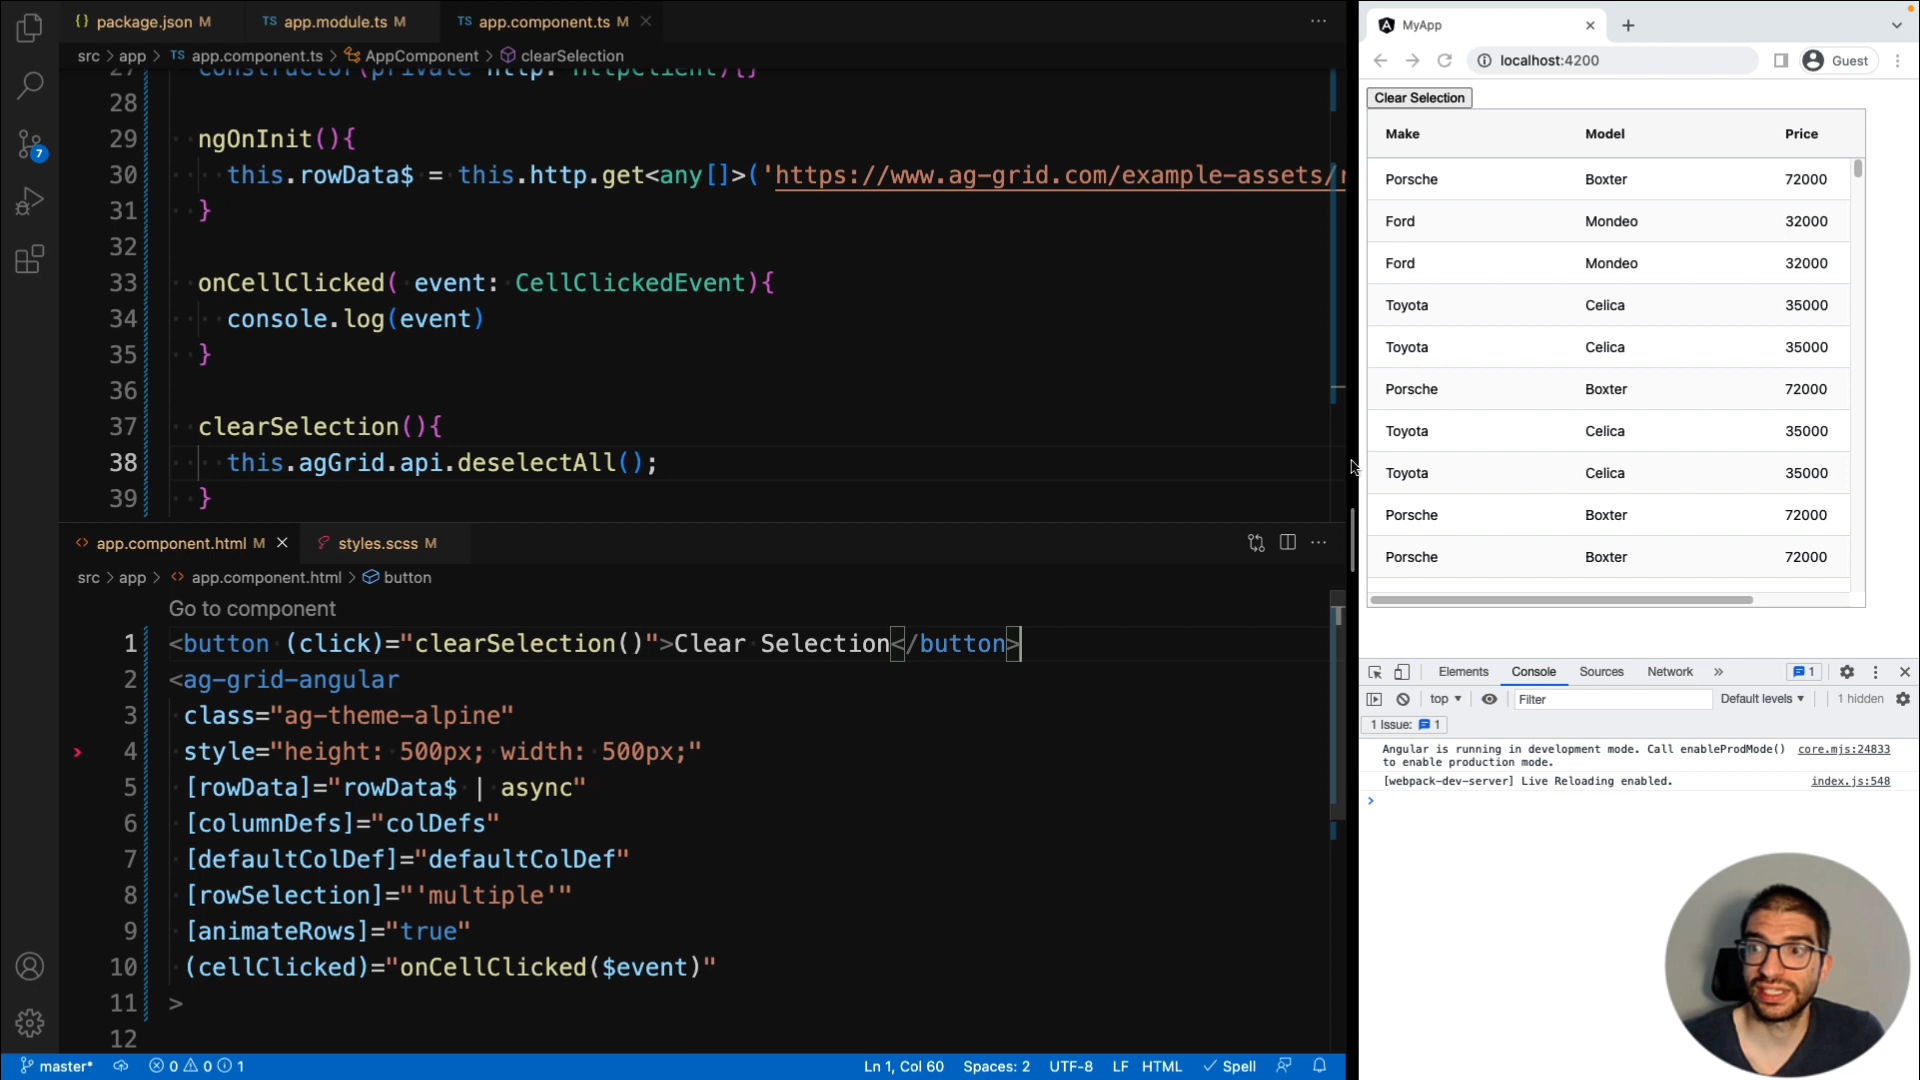 package.json M
TS app.module.ts M
TS app.component.ts M
src > app > TS app.component.ts > AppComponent > clearSelection
27 constructor(private http: HttpClient){}
28
29 ngOnInit(){
30 this.rowData$ = this.http.get<any[]>('https://www.ag-grid.com/example-assets/r
31 }
32
33 onCellClicked( event: CellClickedEvent){
34 console.log(event)
35 }
36
37 clearSelection(){
38 this.agGrid.api.deselectAll();
39 }
app.component.html M
styles.scss M
src > app > app.component.html > button
Go to component
1 <button (click)="clearSelection()">Clear Selection</button>
2 <ag-grid-angular
3 class="ag-theme-alpine"
4 style="height: 500px; width: 500px;"
5 [rowData]="rowData$ | async"
6 [columnDefs]="colDefs"
7 [defaultColDef]="defaultColDef"
8 [rowSelection]="'multiple'"
9 [animateRows]="true"
10 (cellClicked)="onCellClicked($event)"
11 >
12
7
master* 0 0 1
Ln 1, Col 60 Spaces: 2 UTF-8 LF HTML Spell
MyApp
localhost:4200
Guest
Clear Selection
Make Model Price
Porsche Boxter 72000
Ford Mondeo 32000
Ford Mondeo 32000
Toyota Celica 35000
Toyota Celica 35000
Porsche Boxter 72000
Toyota Celica 35000
Toyota Celica 35000
Porsche Boxter 72000
Porsche Boxter 72000
Elements Console Sources Network » 1
top Filter Default levels 1 hidden
1 Issue: 1
Angular is running in development mode. Call enableProdMode() core.mjs:24833
to enable production mode.
[webpack-dev-server] Live Reloading enabled. index.js:548